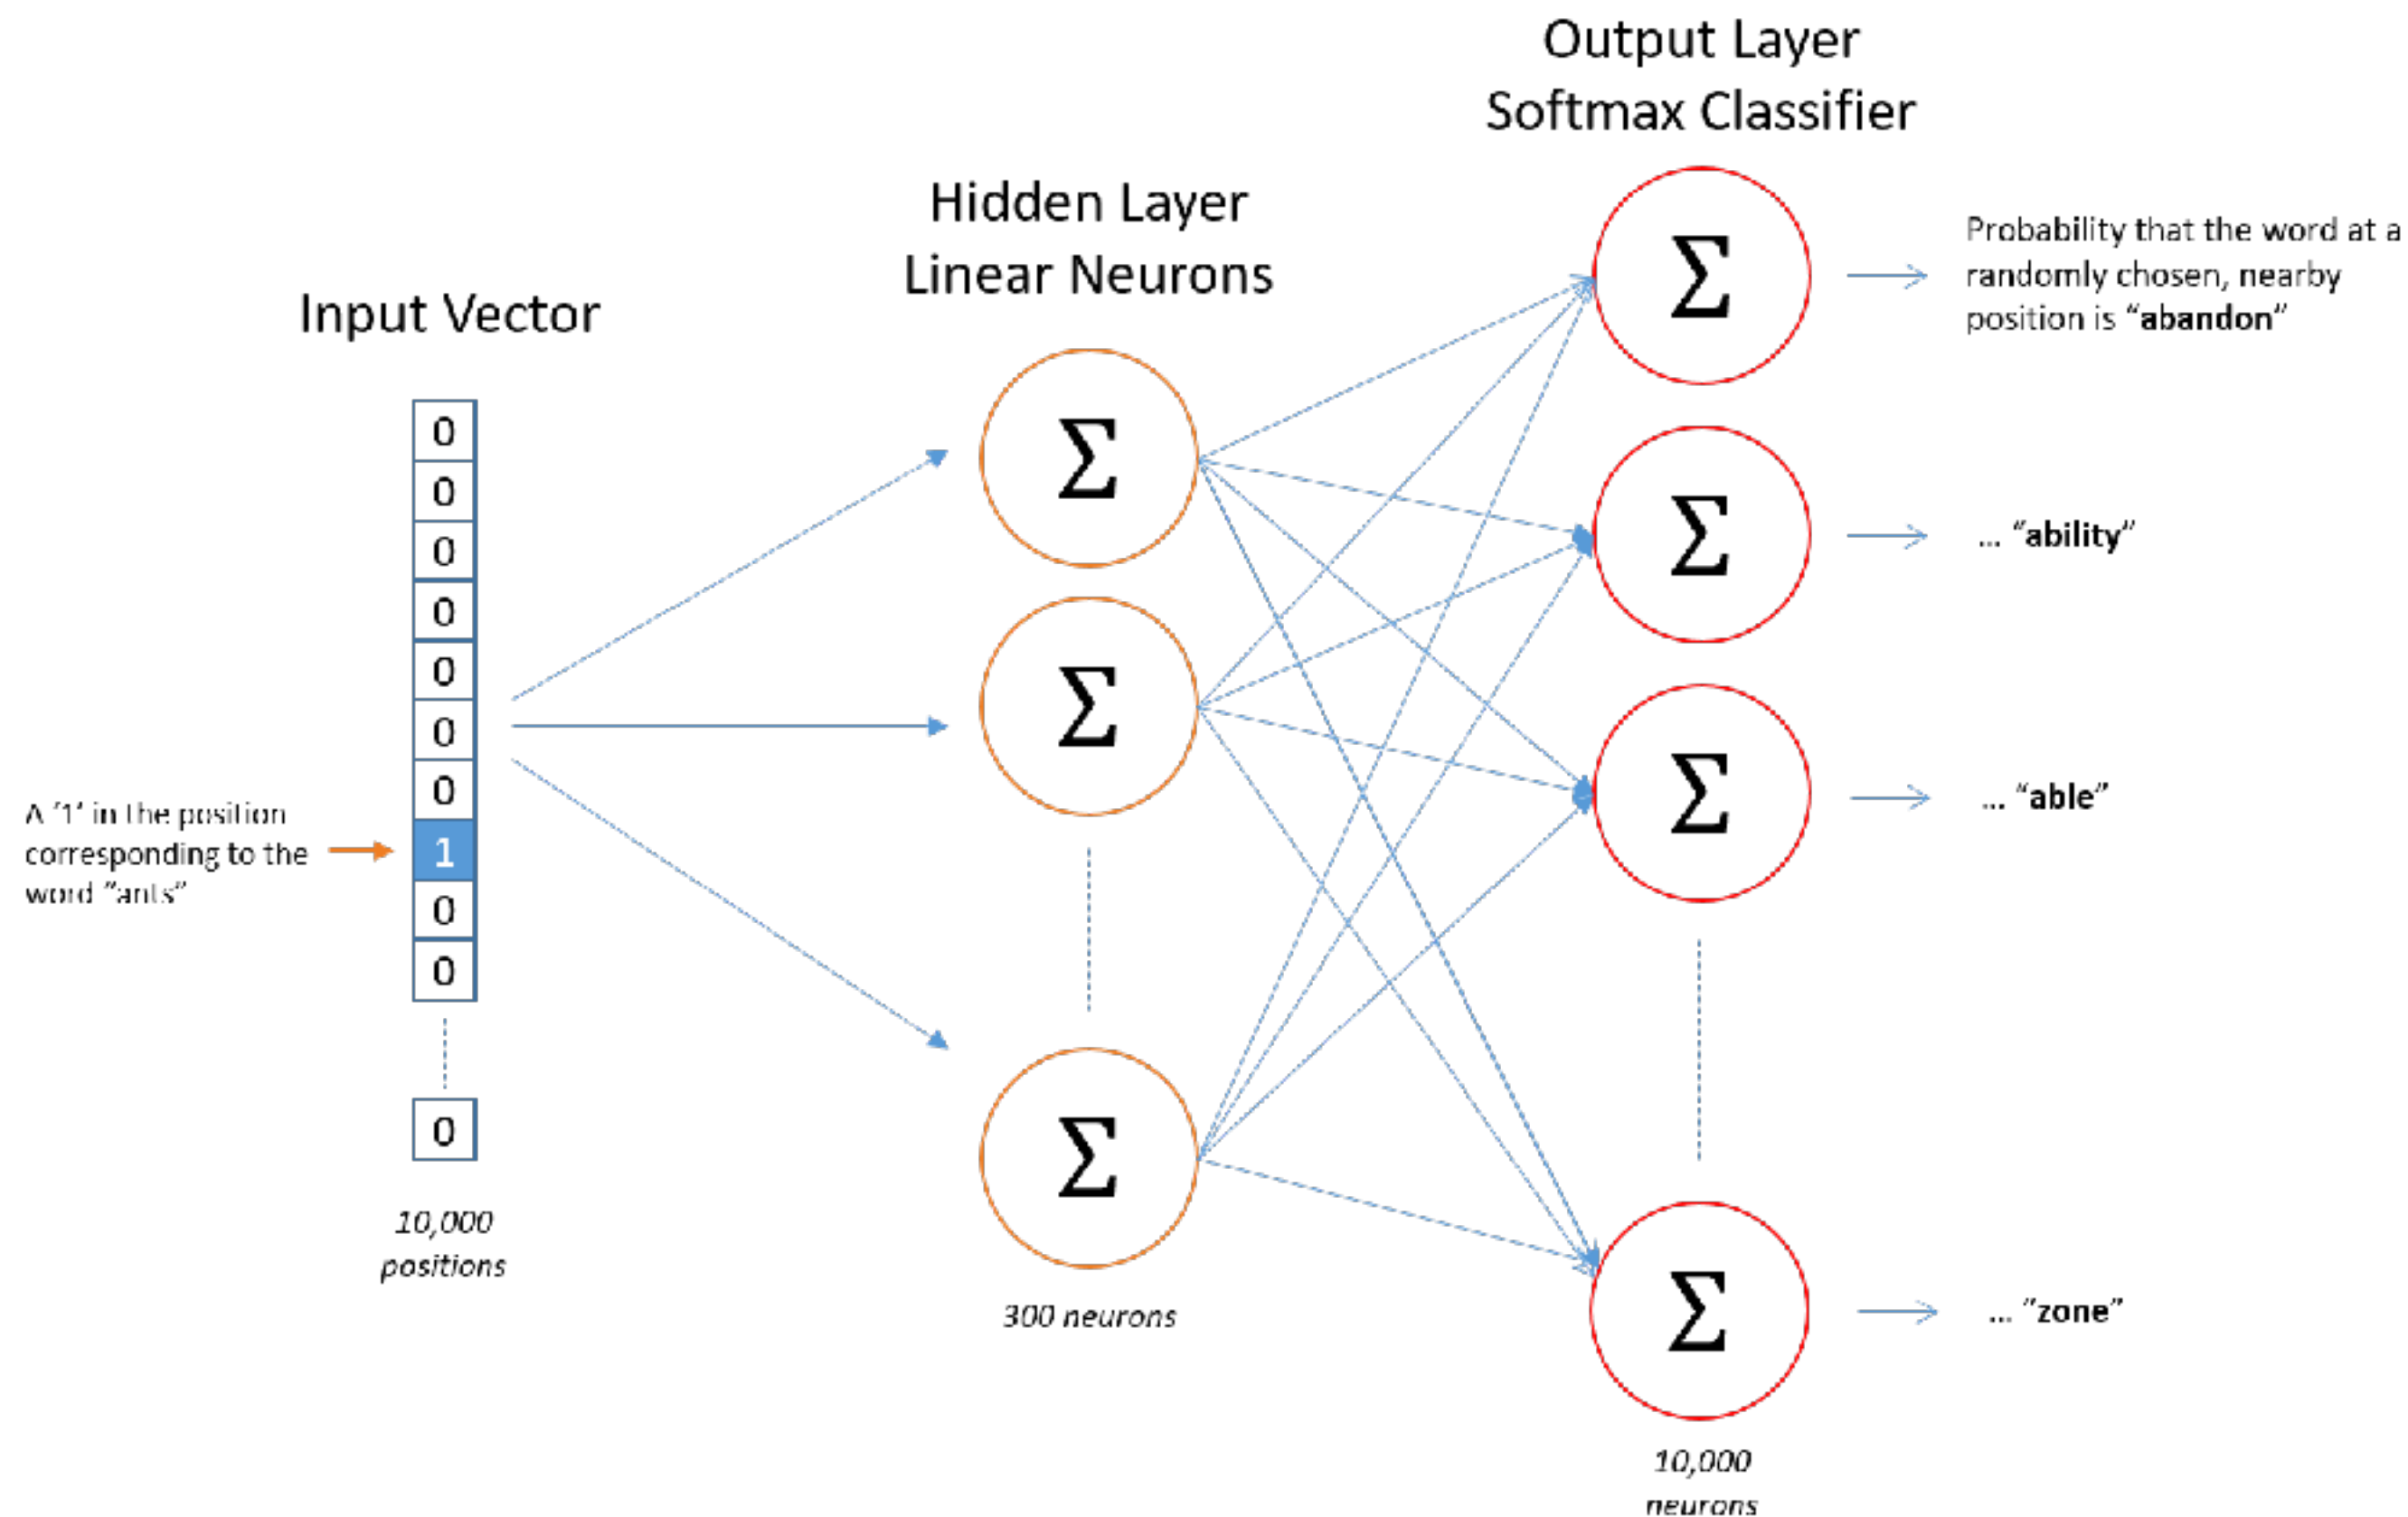 Output Layer
Softmax Classifier
Hidden Layer
Linear Neurons
Input Vector
0
0
0
0
0
0
0
1
0
0
0
A '1' in the position
corresponding to the
word "ants"
10,000
positions
Σ
Σ
Σ
300 neurons
Σ
Σ
Σ
Σ
10,000
neurons
Probability that the word at a
randomly chosen, nearby
position is "abandon"
... "ability"
... "able"
... "zone"